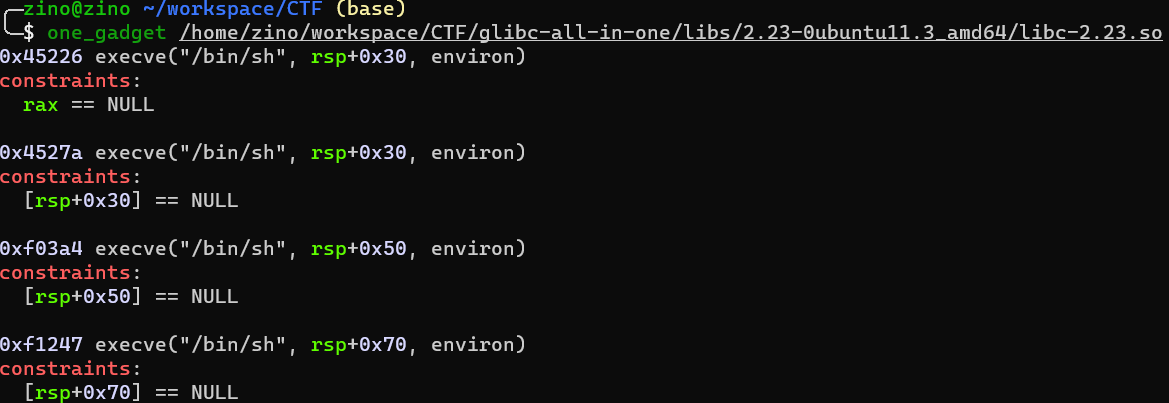 ╭─zino@zino ~/workspace/CTF (base)
╰─$ one_gadget /home/zino/workspace/CTF/glibc-all-in-one/libs/2.23-0ubuntu11.3_amd64/libc-2.23.so
0x45226 execve("/bin/sh", rsp+0x30, environ)
constraints:
  rax == NULL

0x4527a execve("/bin/sh", rsp+0x30, environ)
constraints:
  [rsp+0x30] == NULL

0xf03a4 execve("/bin/sh", rsp+0x50, environ)
constraints:
  [rsp+0x50] == NULL

0xf1247 execve("/bin/sh", rsp+0x70, environ)
constraints:
  [rsp+0x70] == NULL